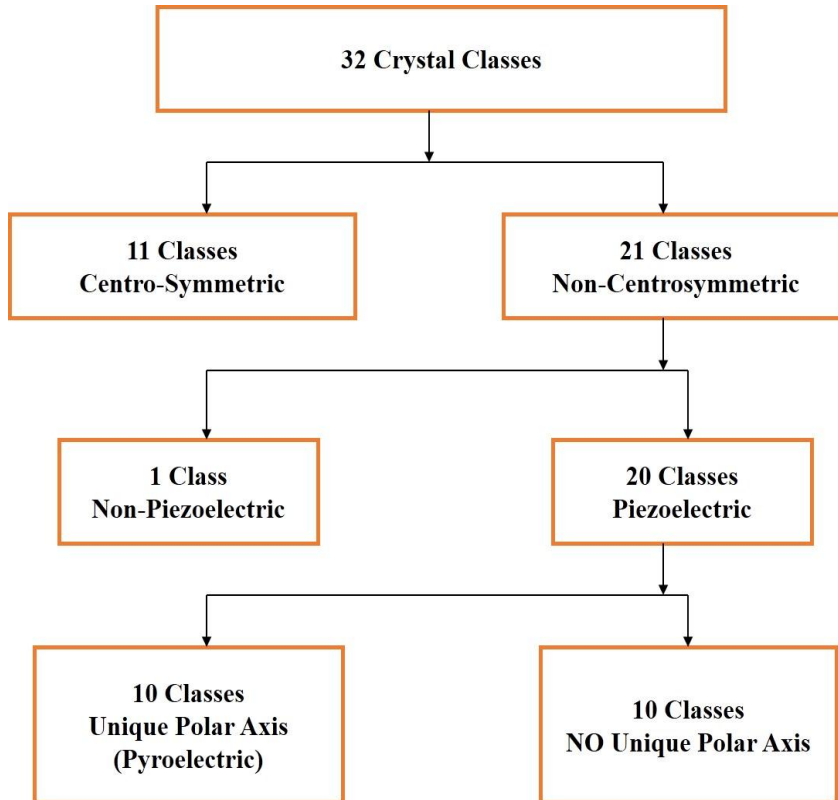 32 Crystal Classes
11 Classes
Centro-Symmetric
21 Classes
Non-Centrosymmetric
1 Class
Non-Piezoelectric
20 Classes
Piezoelectric
10 Classes
Unique Polar Axis
(Pyroelectric)
10 Classes
NO Unique Polar Axis